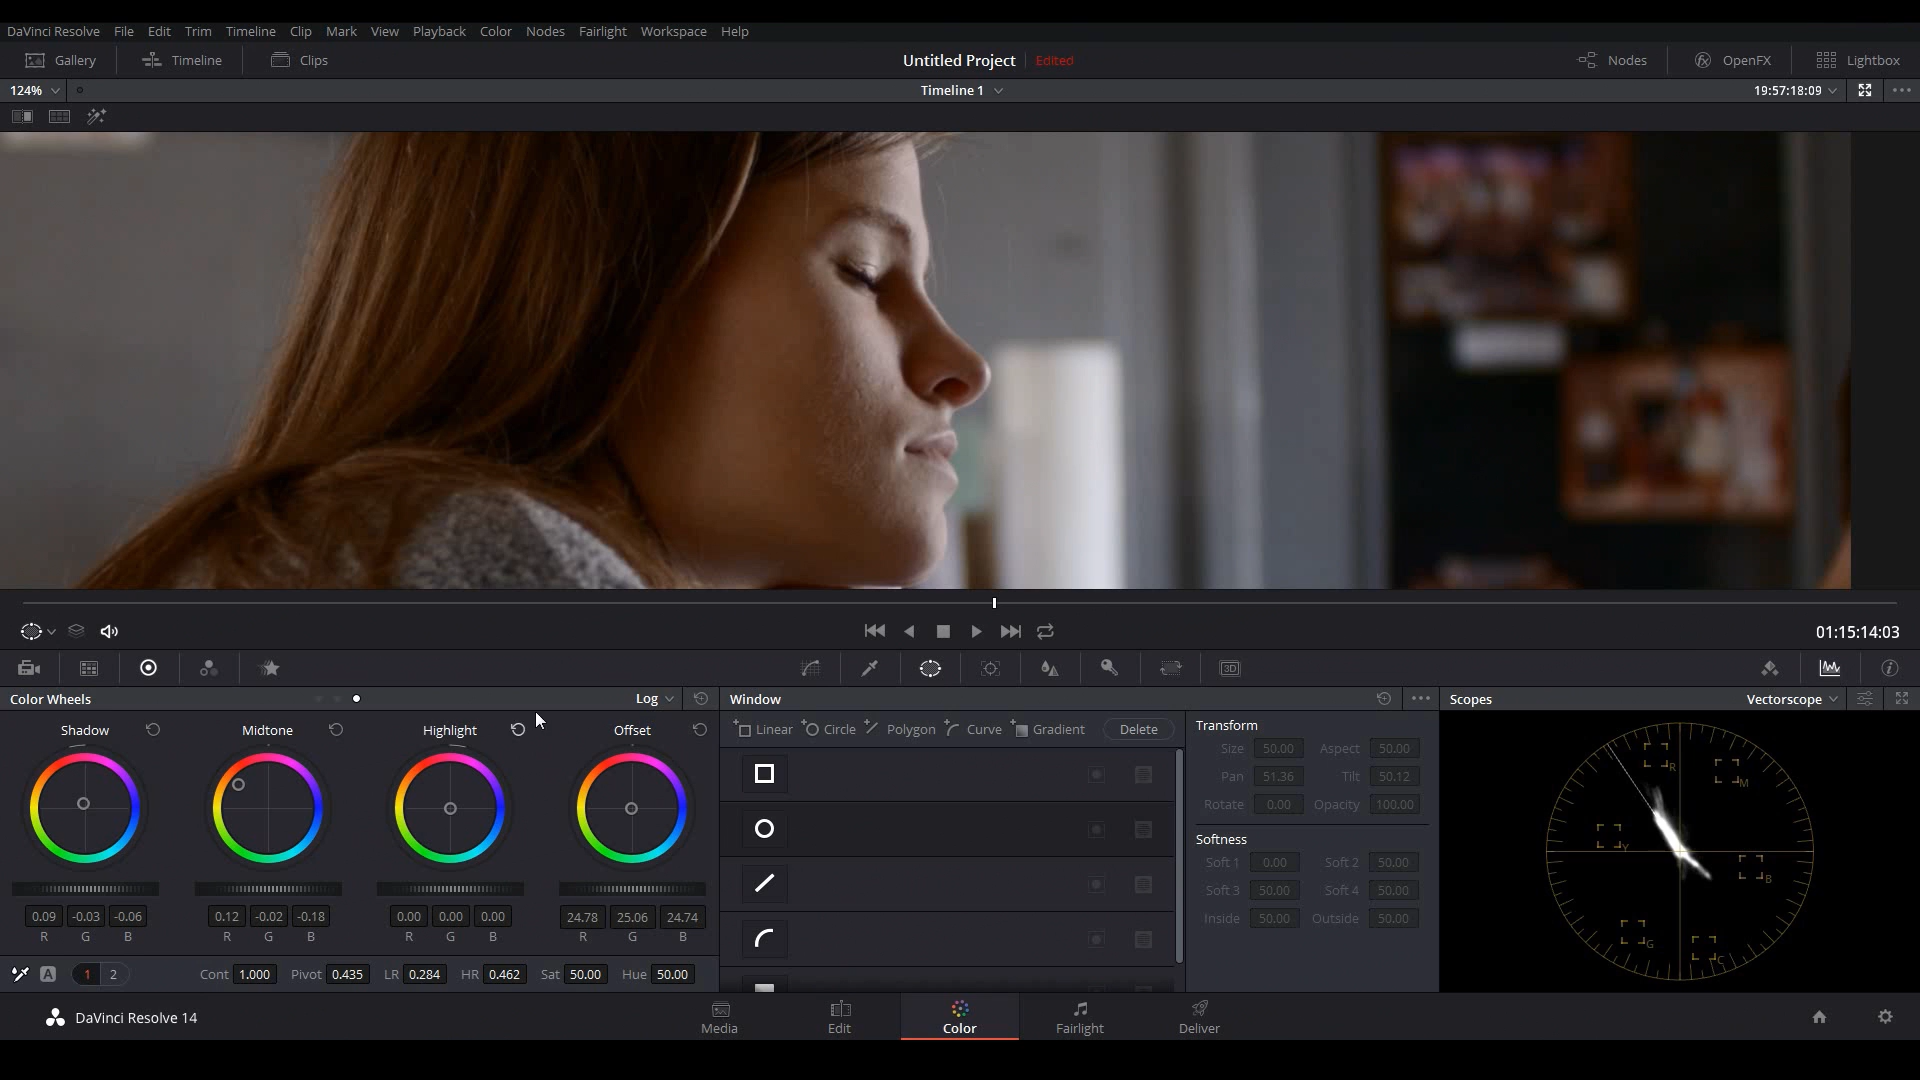 DaVinci Resolve File Edit Trim Timeline Clip Mark View Playback Color Nodes Fairlight Workspace Help
Gallery Timeline Clips Untitled Project Edited Nodes OpenFX Lightbox
124% Timeline 1 19:57:18:09
01:15:14:03
3D
Color Wheels Log Window Scopes Vectorscope
Shadow Midtone Highlight Offset
Linear Circle Polygon Curve Gradient Delete
Transform
Size 50.00 Aspect 50.00
Pan 51.36 Tilt 50.12
Rotate 0.00 Opacity 100.00
Softness
Soft 1 0.00 Soft 2 50.00
Soft 3 50.00 Soft 4 50.00
Inside 50.00 Outside 50.00
R M
Y B
G C
0.09 -0.03 -0.06 0.12 -0.02 -0.18 0.00 0.00 0.00 24.78 25.06 24.74
R G B R G B R G B R G B
A 1 2 Cont 1.000 Pivot 0.435 LR 0.284 HR 0.462 Sat 50.00 Hue 50.00
DaVinci Resolve 14 Media Edit Color Fairlight Deliver